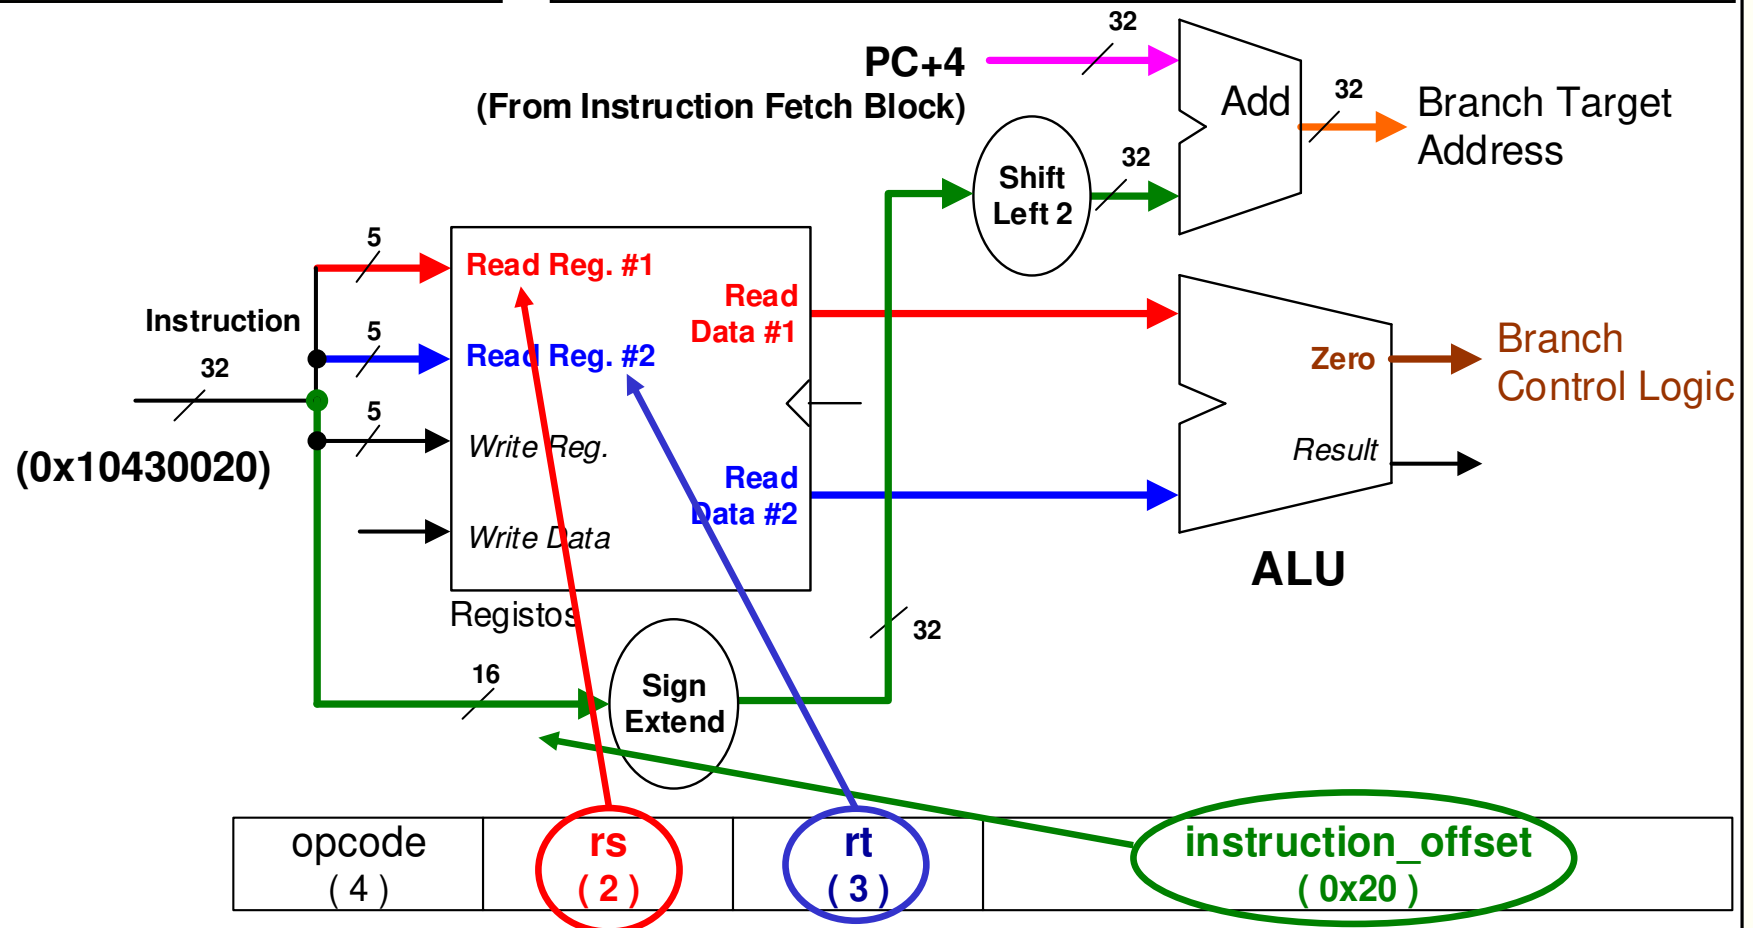 32
PC+4
(From Instruction Fetch Block)
Add
32
Branch Target
Address
Shift
Left 2
32
5
Read Reg. #1
Read
Data #1
Instruction
32
5
Read Reg. #2
Zero
Branch
Control Logic
5
Write Reg.
(0x10430020)
Read
Data #2
Result
Write Data
ALU
Registos
32
16
Sign
Extend
opcode
( 4 )
rs
( 2 )
rt
( 3 )
instruction_offset
( 0x20 )